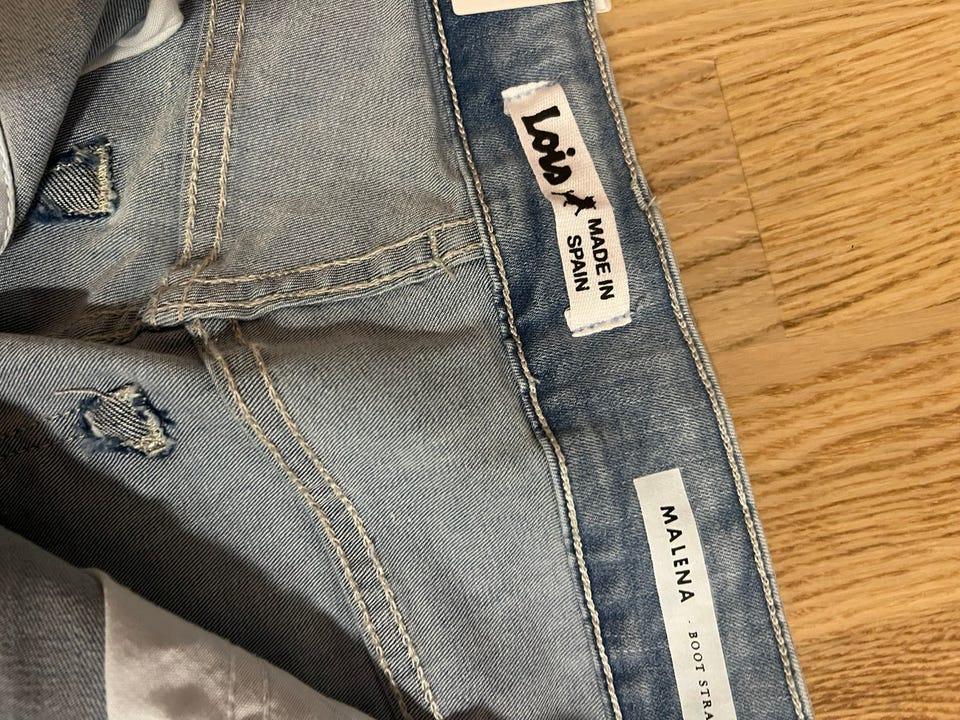 Lois
MADE IN
SPAIN
MALENA · BOOT STRA